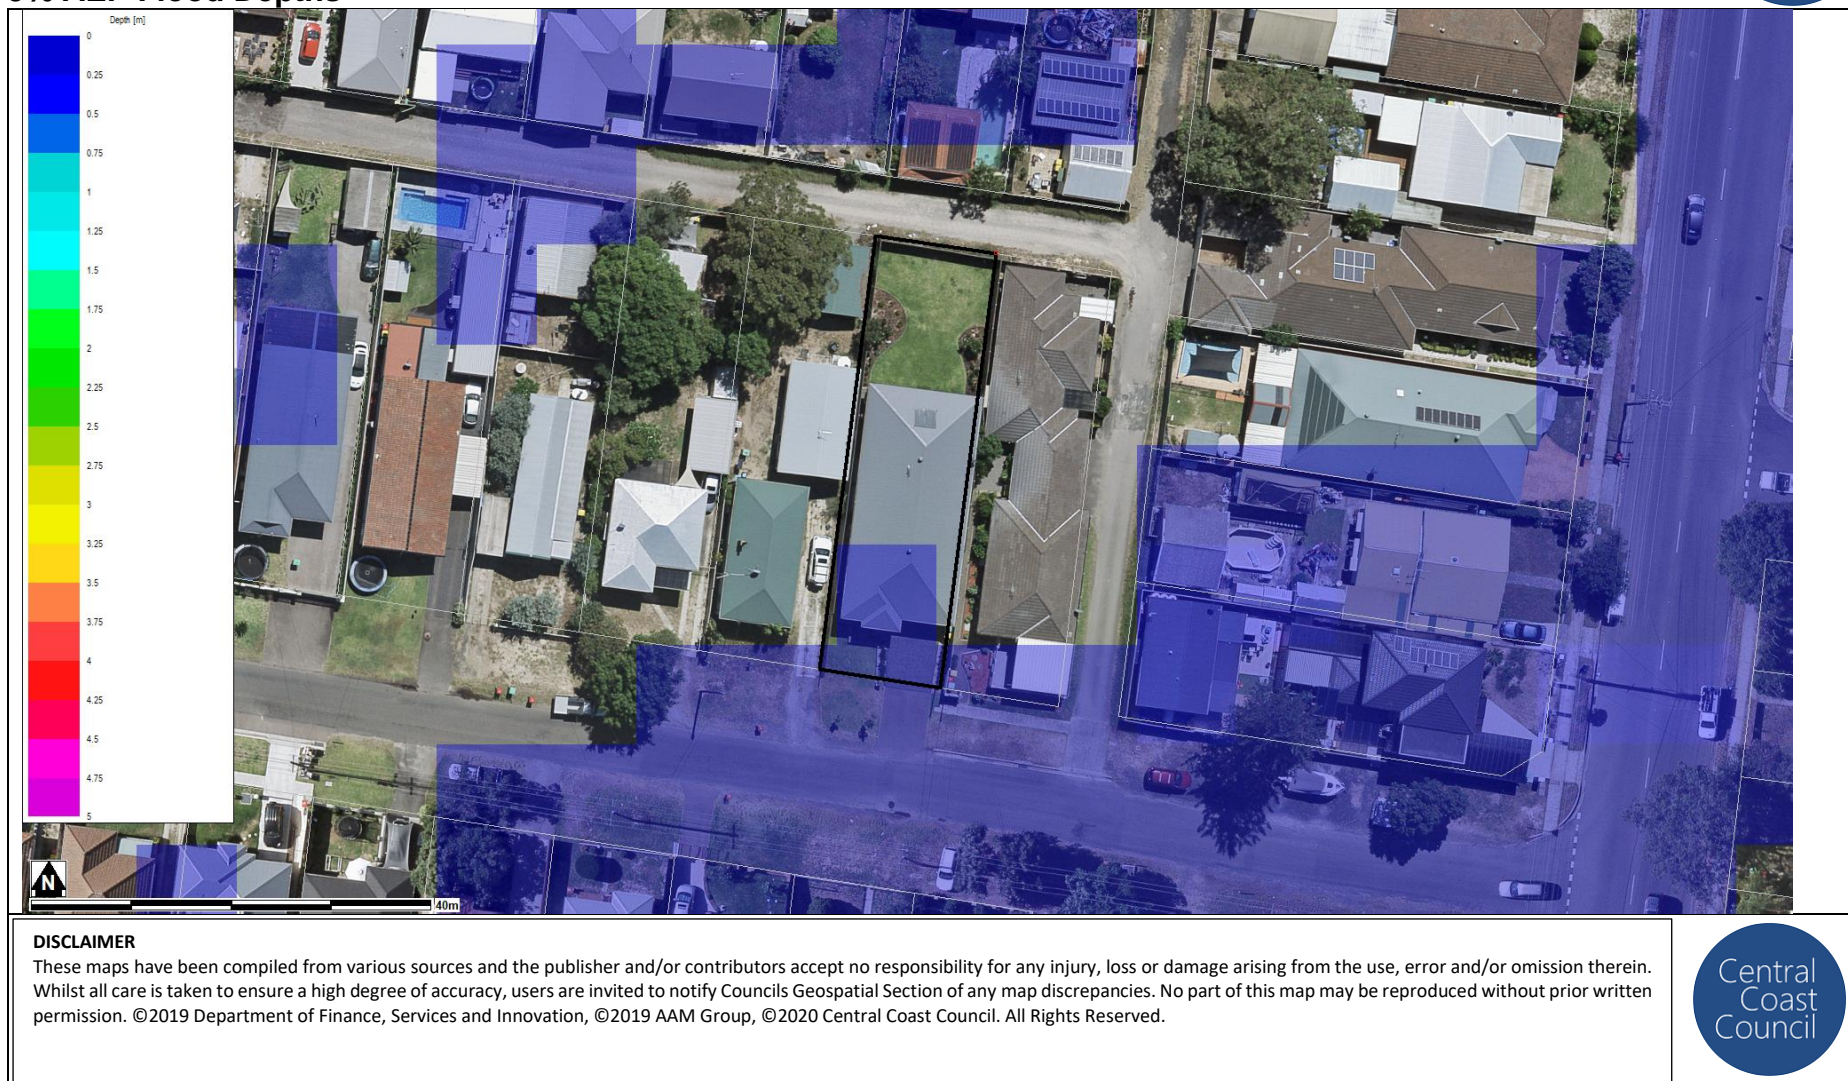 Depth [m]
0
0.25
0.5
0.75
1
1.25
1.5
1.75
2
2.25
2.5
2.75
3
3.25
3.5
3.75
4
4.25
4.5
4.75
5
N
40m
DISCLAIMER
These maps have been compiled from various sources and the publisher and/or contributors accept no responsibility for any injury, loss or damage arising from the use, error and/or omission therein.
Whilst all care is taken to ensure a high degree of accuracy, users are invited to notify Councils Geospatial Section of any map discrepancies. No part of this map may be reproduced without prior written
permission. ©2019 Department of Finance, Services and Innovation, ©2019 AAM Group, ©2020 Central Coast Council. All Rights Reserved.
Central
Coast
Council